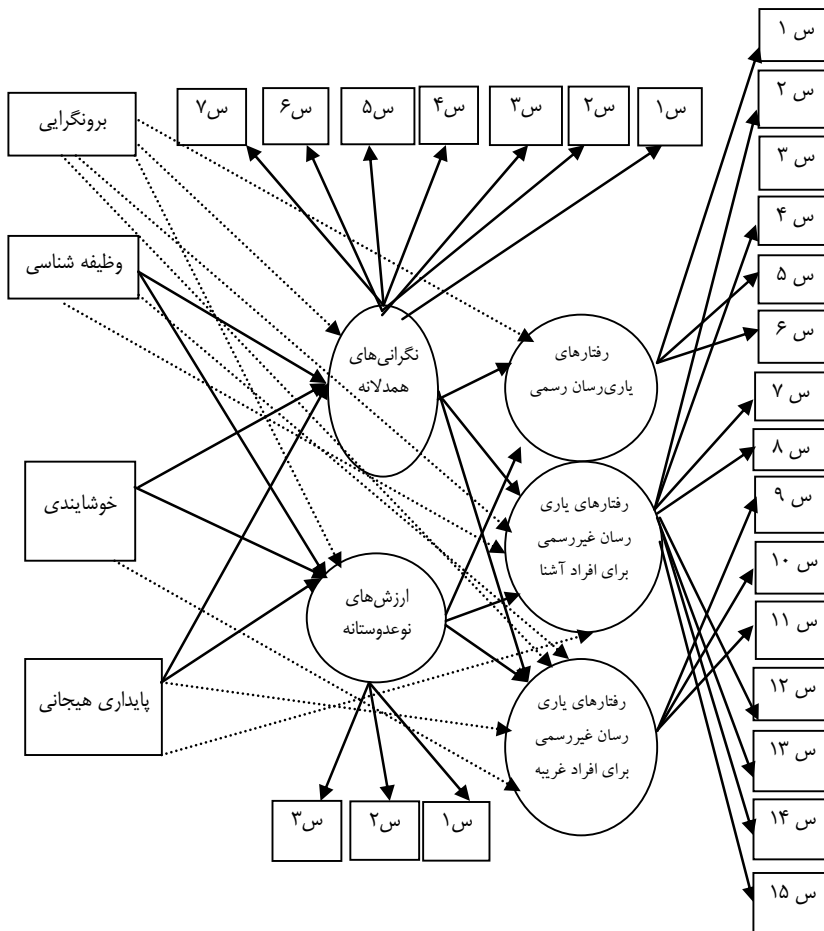 برونگرایی
وظیفه شناسی
خوشایندی
پایداری هیجانی
س۱
س۲
س۳
س۴
س۵
س۶
س۷
نگرانی‌های
همدلانه
ارزش‌های
نوعدوستانه
س۱
س۲
س۳
رفتارهای
یاری‌رسان رسمی
رفتارهای یاری
رسان غیررسمی
برای افراد آشنا
رفتارهای یاری
رسان غیررسمی
برای افراد غریبه
س ۱
س ۲
س ۳
س ۴
س ۵
س ۶
س ۷
س ۸
س ۹
س ۱۰
س ۱۱
س ۱۲
س ۱۳
س ۱۴
س ۱۵